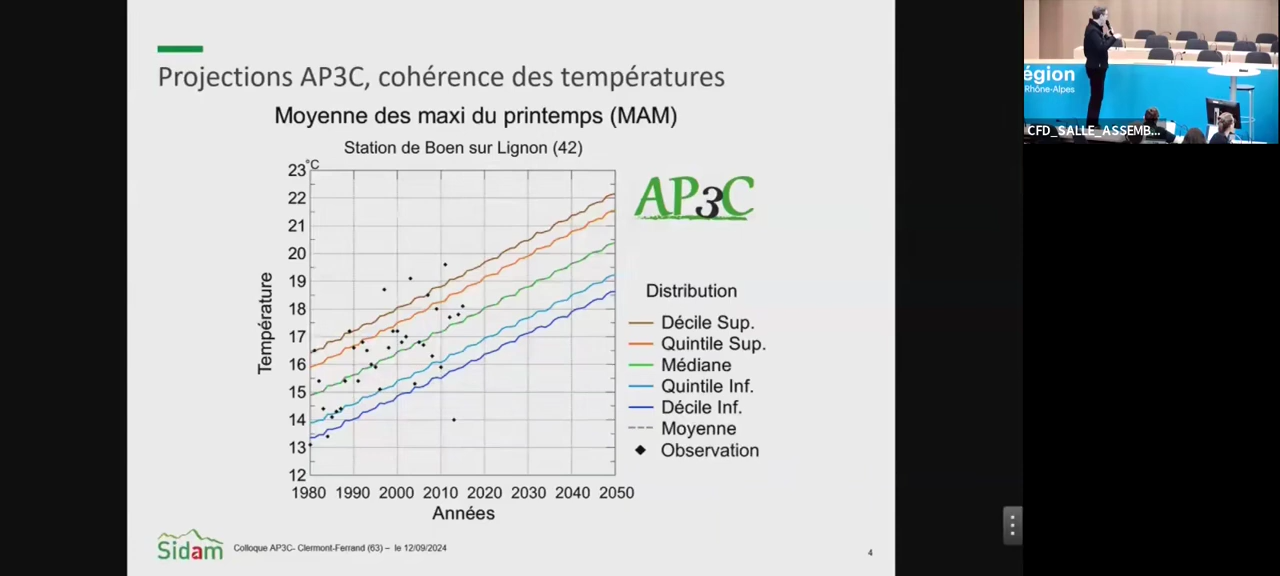 Projections AP3C, cohérence des températures
Moyenne des maxi du printemps (MAM)
Station de Boen sur Lignon (42)
°C
23
22
21
20
19
18
17
16
15
14
13
12
Température
1980 1990 2000 2010 2020 2030 2040 2050
Années
AP3C
Distribution
Décile Sup.
Quintile Sup.
Médiane
Quintile Inf.
Décile Inf.
Moyenne
Observation
Sidam
Colloque AP3C- Clermont-Ferrand (63) – le 12/09/2024
4
égion
Rhône-Alpes
CFD_SALLE_ASSEMB...